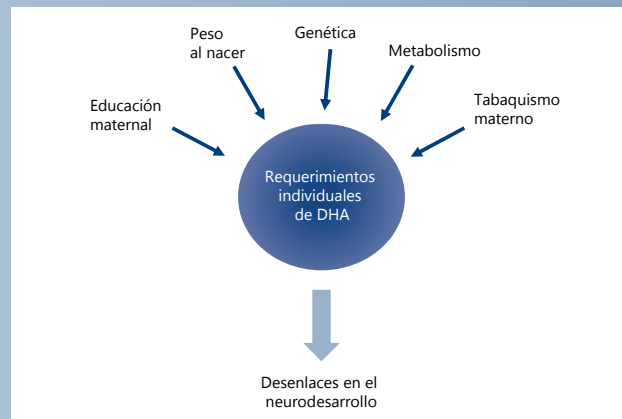 Peso
al nacer
Genética
Metabolismo
Educación
maternal
Tabaquismo
materno
Requerimientos
individuales
de DHA
Desenlaces en el
neurodesarrollo